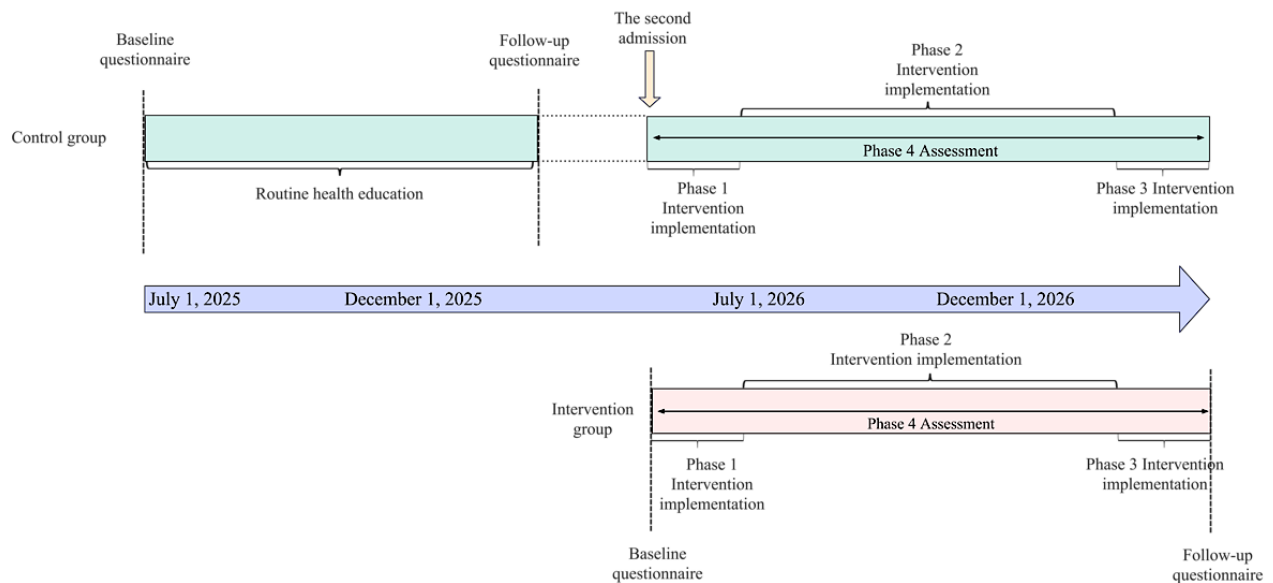 Baseline
questionnaire
Follow-up
questionnaire
The second
admission
Phase 2
Intervention
implementation
Control group
Phase 4 Assessment
Routine health education
Phase 1
Intervention
implementation
Phase 3 Intervention
implementation
July 1, 2025
December 1, 2025
July 1, 2026
December 1, 2026
Phase 2
Intervention implementation
Intervention
group
Phase 4 Assessment
Phase 1
Intervention
implementation
Phase 3 Intervention
implementation
Baseline
questionnaire
Follow-up
questionnaire